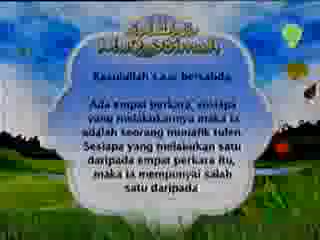 Rasulullah s.a.w bersabda
Ada empat perkara, sesiapa
yang melakukannya maka ia
adalah seorang munafik tulen.
Sesiapa yang melakukan satu
daripada empat perkara itu,
maka ia mempunyai salah
satu daripada